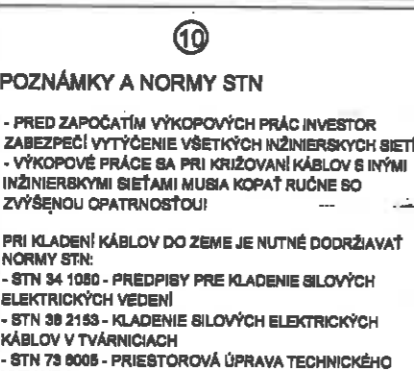 10
POZNÁMKY A NORMY STN
- PRED ZAPOČATÍM VÝKOPOVÝCH PRÁC INVESTOR
ZABEZPEČÍ VYTÝČENIE VŠETKÝCH INŽINIERSKYCH SIETÍ
- VÝKOPOVÉ PRÁCE SA PRI KRIŽOVANÍ KÁBLOV S INÝMI
INŽINIERSKYMI SIEŤAMI MUSIA KOPAŤ RUČNE SO
ZVÝŠENOU OPATRNOSŤOU!
PRI KLADENÍ KÁBLOV DO ZEME JE NUTNÉ DODRŽIAVAŤ
NORMY STN:
- STN 34 1050 - PREDPISY PRE KLADENIE SILOVÝCH
ELEKTRICKÝCH VEDENÍ
- STN 38 2153 - KLADENIE SILOVÝCH ELEKTRICKÝCH
KÁBLOV V TVÁRNICIACH
- STN 73 6005 - PRIESTOROVÁ ÚPRAVA TECHNICKÉHO